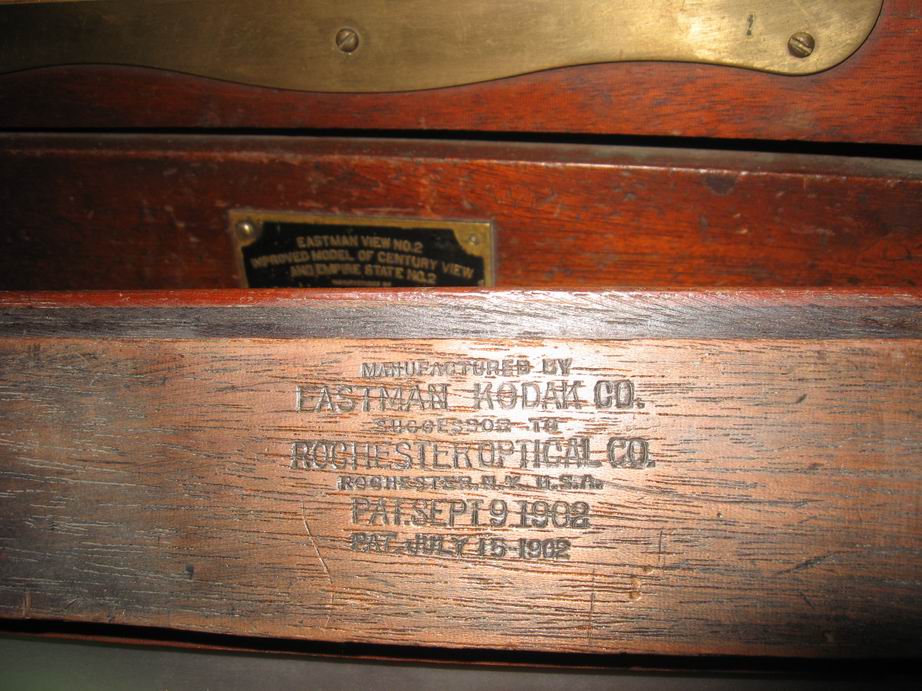 EASTMAN VIEW NO.2
IMPROVED MODEL OF CENTURY VIEW
AND EMPIRE STATE NO.2
MANUFACTURED BY
EASTMAN KODAK CO.
SUCCESSOR TO
ROCHESTER OPTICAL CO.
ROCHESTER, N.Y. U.S.A.
PAT. SEPT 9 1902
PAT. JULY 15-1902